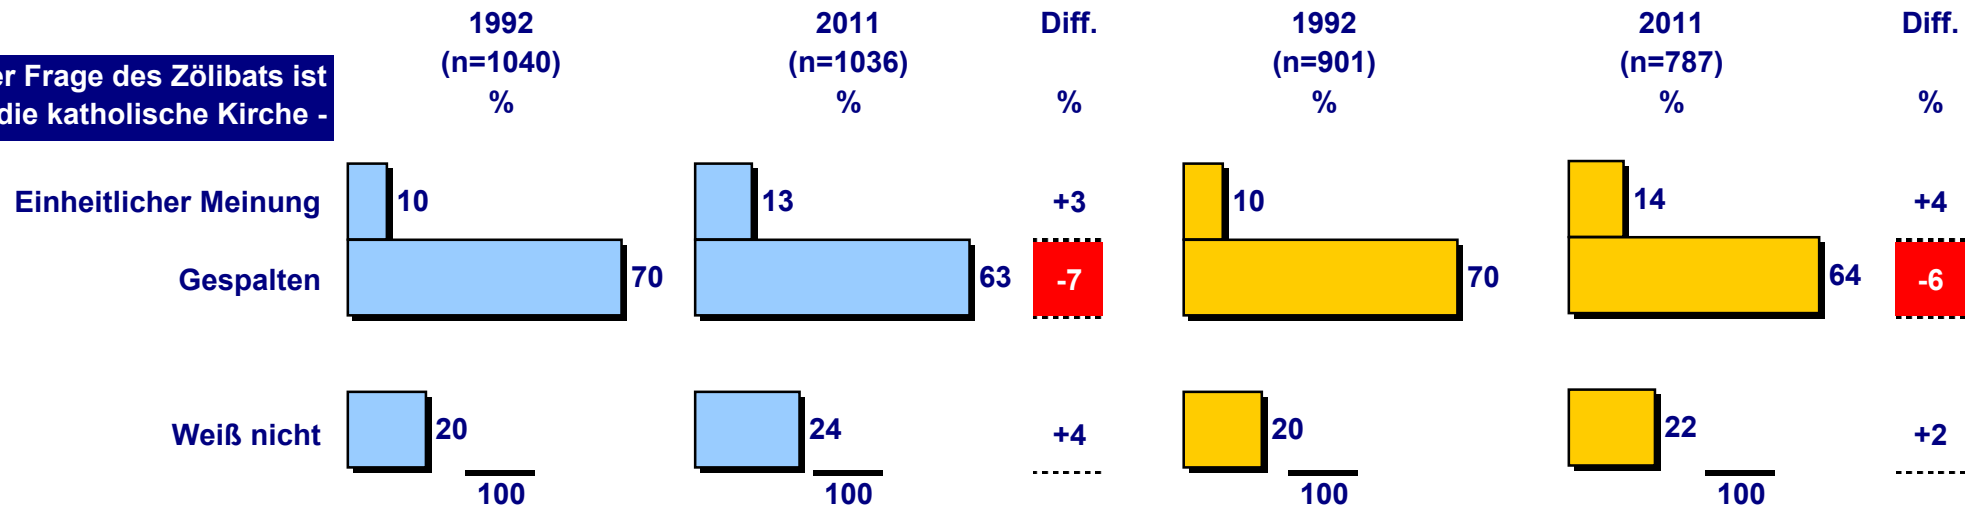 1992 2011 Diff. 1992 2011 Diff.
(n=1040) (n=1036) (n=901) (n=787)
er Frage des Zölibats ist
% % % % % %
die katholische Kirche -
Einheitlicher Meinung 10 13 +3 10 14 +4
Gespalten 70 63 -7 70 64 -6
Weiß nicht 20 24 +4 20 22 +2
100 100 100 100